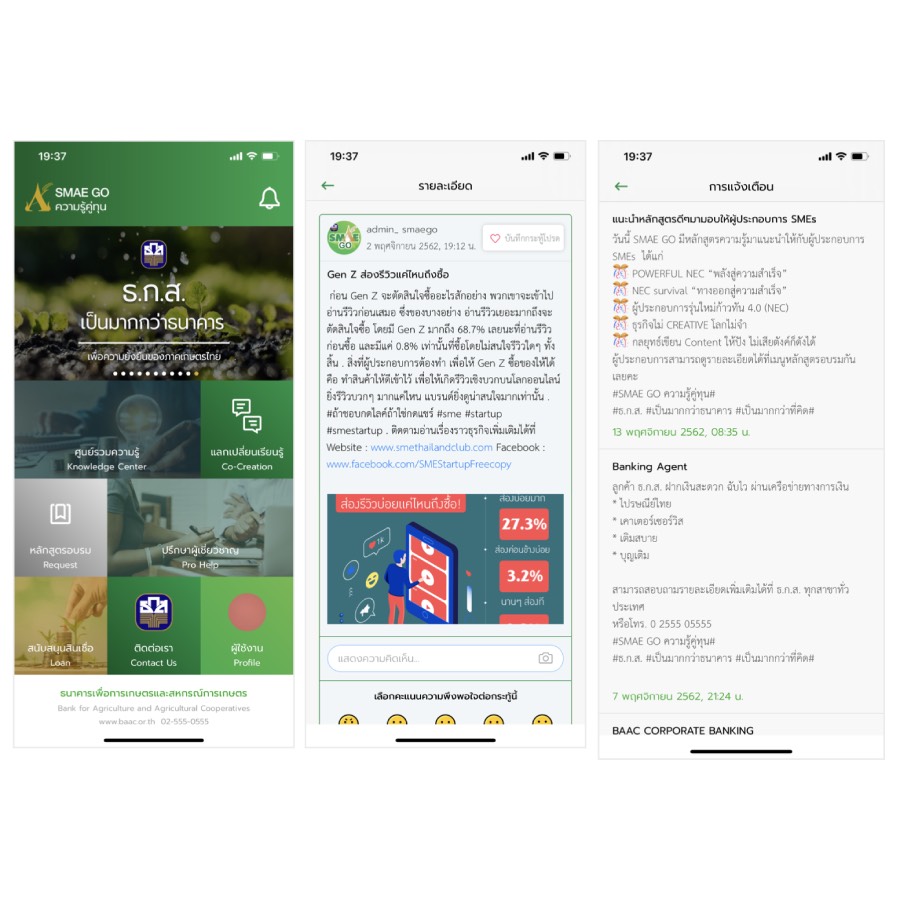 19:37
SMAE GO
ความรู้คู่ทุน
ธ.ก.ส.
เป็นมากกว่าธนาคาร
เพื่อความยั่งยืนของภาคเกษตรไทย
ศูนย์รวมความรู้
Knowledge Center
แลกเปลี่ยนเรียนรู้
Co-Creation
หลักสูตรอบรม
Request
ปรึกษาผู้เชี่ยวชาญ
Pro Help
สนับสนุนสินเชื่อ
Loan
ติดต่อเรา
Contact Us
ผู้ใช้งาน
Profile
ธนาคารเพื่อการเกษตรและสหกรณ์การเกษตร
Bank for Agriculture and Agricultural Cooperatives
www.baac.or.th 02-555-0555
19:37
รายละเอียด
SMAE
GO
admin_ smaego
2 พฤศจิกายน 2562, 19:12 น.
บันทึกกระทู้โปรด
Gen Z ส่องรีวิวแค่ไหนถึงซื้อ
ก่อน Gen Z จะตัดสินใจซื้ออะไรสักอย่าง พวกเขาจะเข้าไป
อ่านรีวิวก่อนเสมอ ซึ่งของบางอย่าง อ่านรีวิวเยอะมากถึงจะ
ตัดสินใจซื้อ โดยมี Gen Z มากถึง 68.7% เลยนะที่อ่านรีวิว
ก่อนซื้อ และมีแค่ 0.8% เท่านั้นที่ซื้อโดยไม่สนใจรีวิวใดๆ ทั้ง
สิ้น . สิ่งที่ผู้ประกอบการต้องทำ เพื่อให้ Gen Z ซื้อของให้ได้
คือ ทำสินค้าให้ดีเข้าไว้ เพื่อให้เกิดรีวิวเชิงบวกบนโลกออนไลน์
ยิ่งรีวิวบวกๆ มากแค่ไหน แบรนด์ยิ่งดูน่าสนใจมากเท่านั้น .
#ถ้าชอบกดไลค์ถ้าใช่กดแชร์ #sme #startup
#smestartup . ติดตามอ่านเรื่องราวธุรกิจเพิ่มเติมได้ที่
Website : www.smethailandclub.com Facebook :
www.facebook.com/SMEStartupFreecopy
ส่องรีวิวบ่อยแค่ไหนถึงซื้อ!
1K
ส่องบ่อยมาก
27.3%
ส่องค่อนข้างบ่อย
3.2%
นานๆ ส่องที
แสดงความคิดเห็น...
เลือกคะแนนความพึงพอใจต่อกระทู้นี้
19:37
การแจ้งเตือน
แนะนำหลักสูตรดีๆมามอบให้ผู้ประกอบการ SMEs
วันนี้ SMAE GO มีหลักสูตรความรู้มาแนะนำให้กับผู้ประกอบการ
SMEs ได้แก่
POWERFUL NEC “พลังสู่ความสำเร็จ”
NEC survival “ทางออกสู่ความสำเร็จ”
ผู้ประกอบการรุ่นใหม่ก้าวทัน 4.0 (NEC)
ธุรกิจไม่ CREATIVE โลกไม่จำ
กลยุทธ์เขียน Content ให้ปัง ไม่เสียตังค์ก็ดังได้
ผู้ประกอบการสามารถดูรายละเอียดได้ที่เมนูหลักสูตรอบรมกัน
เลยคะ
#SMAE GO ความรู้คู่ทุน#
#ธ.ก.ส. #เป็นมากกว่าธนาคาร #เป็นมากกว่าที่คิด#
13 พฤศจิกายน 2562, 08:35 น.
Banking Agent
ลูกค้า ธ.ก.ส. ฝากเงินสะดวก ฉับไว ผ่านเครือข่ายทางการเงิน
* ไปรษณีย์ไทย
* เคาเตอร์เซอร์วิส
* เติมสบาย
* บุญเติม
สามารถสอบถามรายละเอียดเพิ่มเติมได้ที่ ธ.ก.ส. ทุกสาขาทั่ว
ประเทศ
หรือโทร. 0 2555 05555
#SMAE GO ความรู้คู่ทุน#
#ธ.ก.ส. #เป็นมากกว่าธนาคาร #เป็นมากกว่าที่คิด#
7 พฤศจิกายน 2562, 21:24 น.
BAAC CORPORATE BANKING